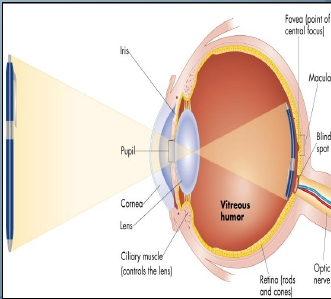 Fovea (point of
central focus)
Iris
Macula
Blind
spot
Pupil
Cornea
Lens
Vitreous
humor
Ciliary muscle
(controls the lens)
Optic
nerve
Retina (rods
and cones)